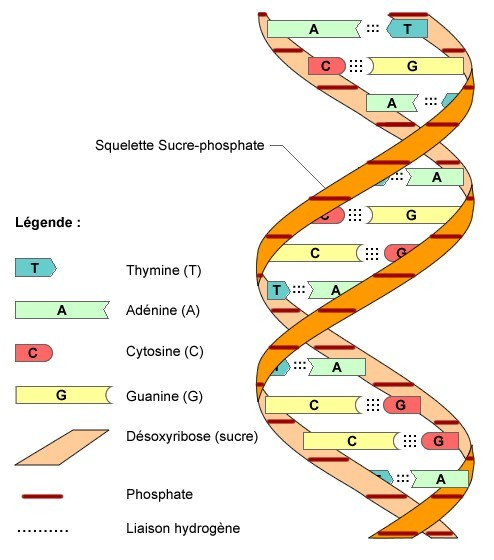 A T
C G
A
Squelette Sucre-phosphate
A
C G
Légende :
C G
T Thymine (T)
T A
A Adénine (A)
C Cytosine (C)
T A
G Guanine (G)
C G
Désoxyribose (sucre)
C G
A
Phosphate
Liaison hydrogène